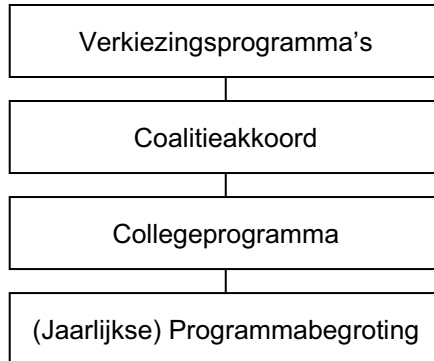 Verkiezingsprogramma’s
Coalitieakkoord
Collegeprogramma
(Jaarlijkse) Programmabegroting